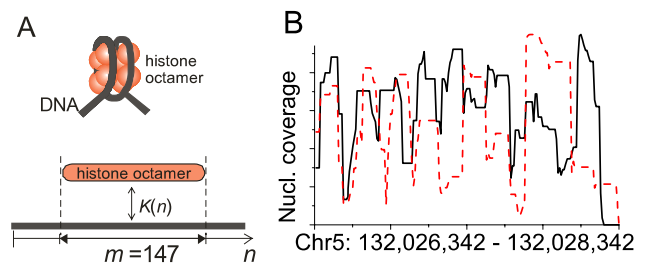 A
histone
octamer
DNA
histone octamer
K(n)
m=147
n
B
Nucl. coverage
Chr5: 132,026,342 - 132,028,342